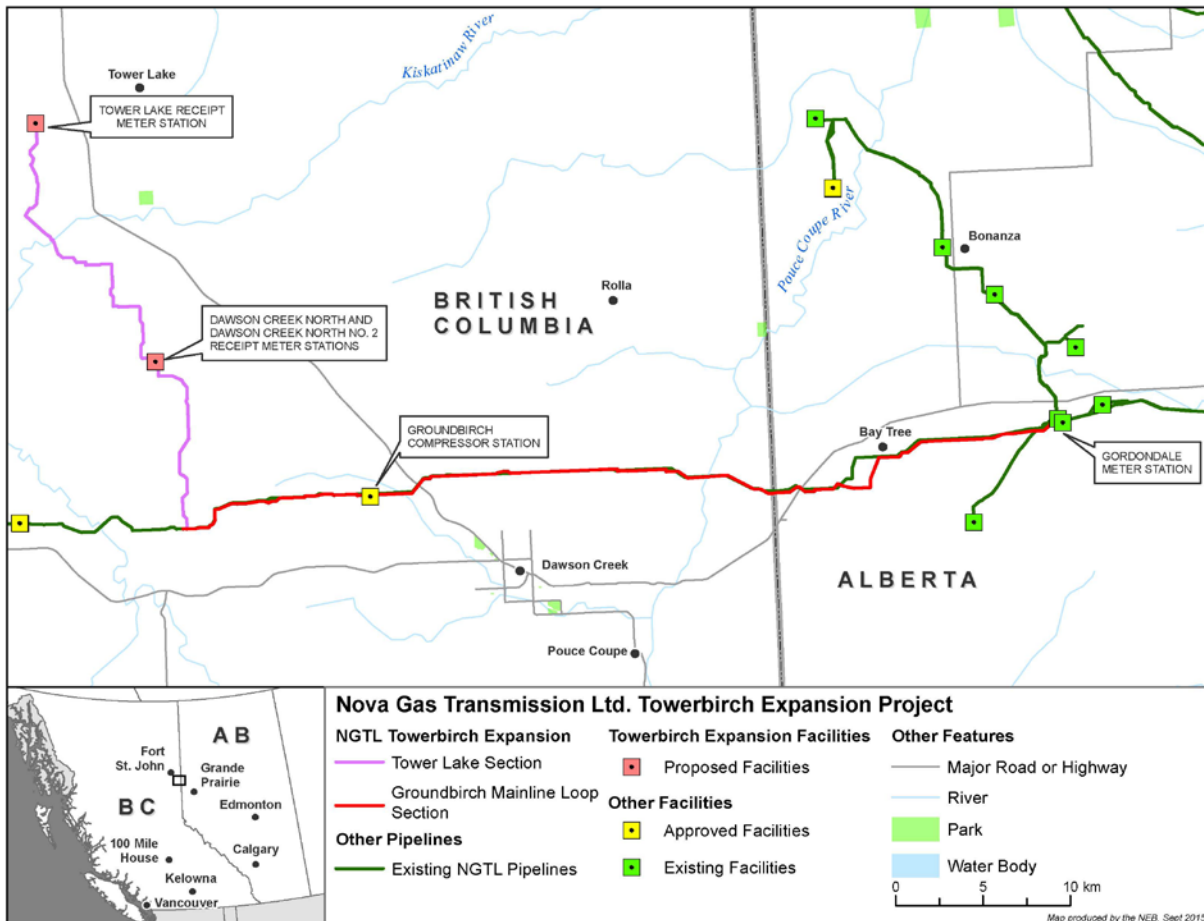 Kiskatinaw River
Tower Lake
TOWER LAKE RECEIPT
METER STATION
Pouce Coupe River
Bonanza
BRITISH
COLUMBIA
Rolla
DAWSON CREEK NORTH AND
DAWSON CREEK NORTH NO. 2
RECEIPT METER STATIONS
GROUNDBIRCH
COMPRESSOR STATION
Bay Tree
GORDONDALE
METER STATION
Dawson Creek
ALBERTA
Pouce Coupe
AB
Fort
St. John
Grande
Prairie
BC
Edmonton
100 Mile
House
Calgary
Kelowna
Vancouver
Nova Gas Transmission Ltd. Towerbirch Expansion Project
NGTL Towerbirch Expansion
Tower Lake Section
Groundbirch Mainline Loop
Section
Other Pipelines
Existing NGTL Pipelines
Towerbirch Expansion Facilities
Proposed Facilities
Other Facilities
Approved Facilities
Existing Facilities
Other Features
Major Road or Highway
River
Park
Water Body
0 5 10 km
Map produced by the NEB, Sept